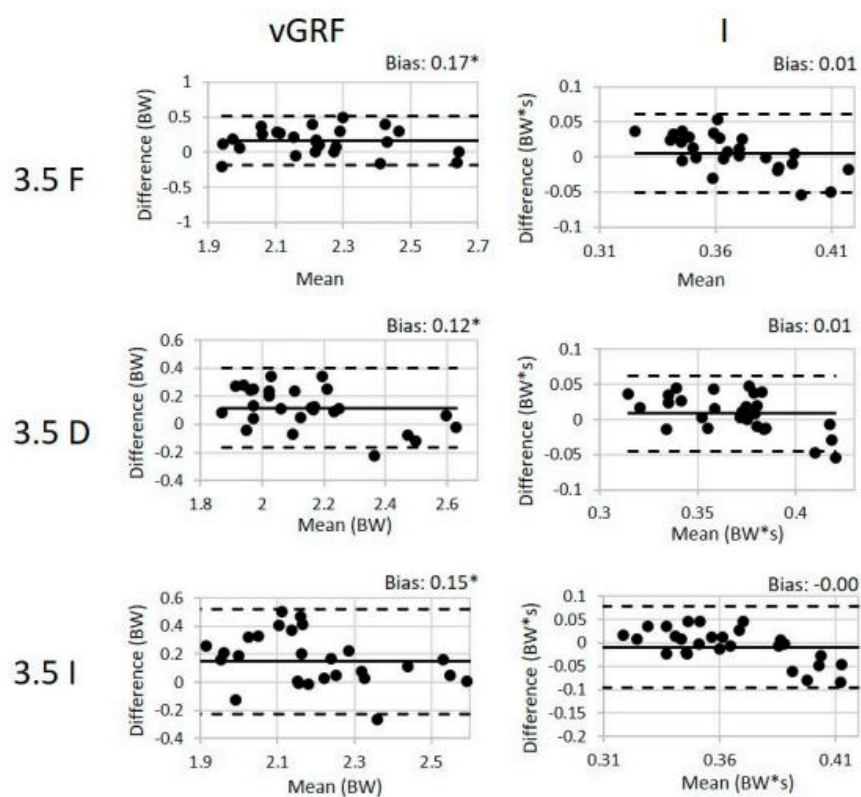 vGRF
I
3.5 F
Bias: 0.17*
Difference (BW)
1
0.5
0
-0.5
-1
1.9 2.1 2.3 2.5 2.7
Mean
Bias: 0.01
Difference (BW*s)
0.1
0.05
0
-0.05
-0.1
0.31 0.36 0.41
Mean
3.5 D
Bias: 0.12*
Difference (BW)
0.6
0.4
0.2
0
-0.2
-0.4
1.8 2 2.2 2.4 2.6
Mean (BW)
Bias: 0.01
Difference (BW*s)
0.1
0.05
0
-0.05
-0.1
0.3 0.4
Mean (BW*s)
3.5 I
Bias: 0.15*
Difference (BW)
0.6
0.4
0.2
0
-0.2
-0.4
1.9 2.1 2.3 2.5
Mean (BW)
Bias: -0.00
Difference (BW*s)
0.1
0.05
0
-0.05
-0.1
-0.2
0.31 0.36 0.41
Mean (BW*s)